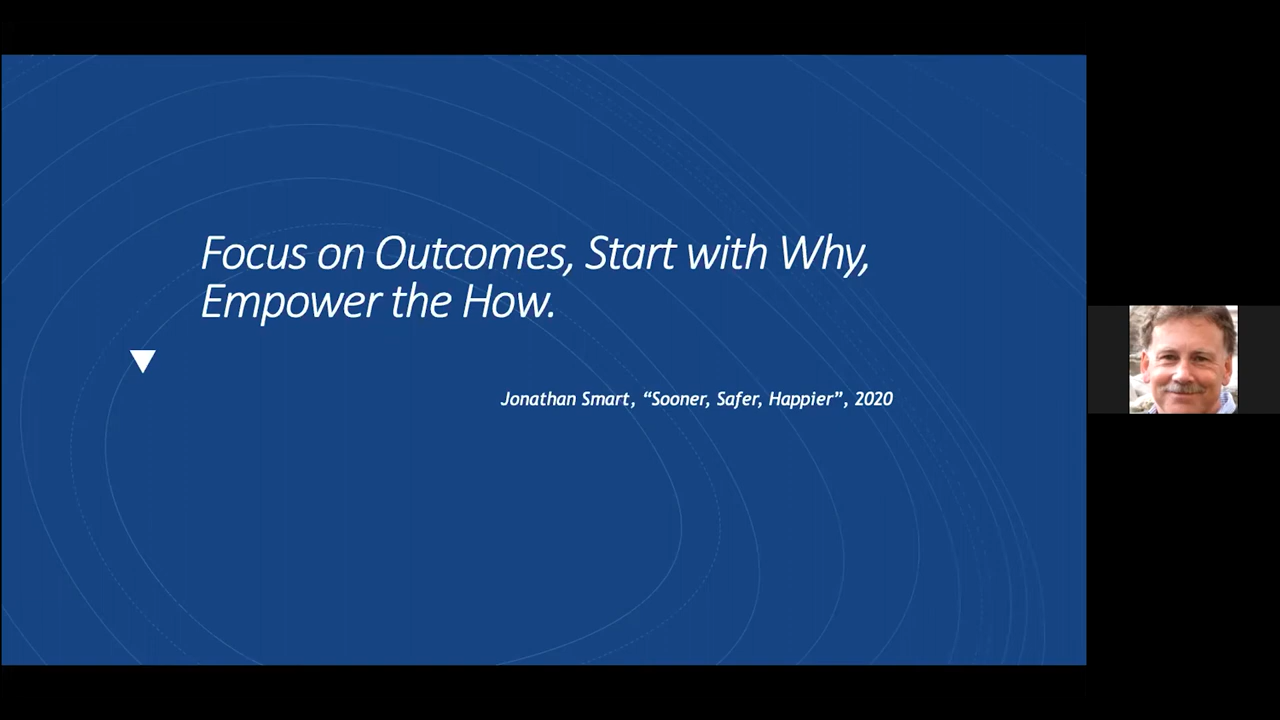 Focus on Outcomes, Start with Why,
Empower the How.
Jonathan Smart, “Sooner, Safer, Happier”, 2020